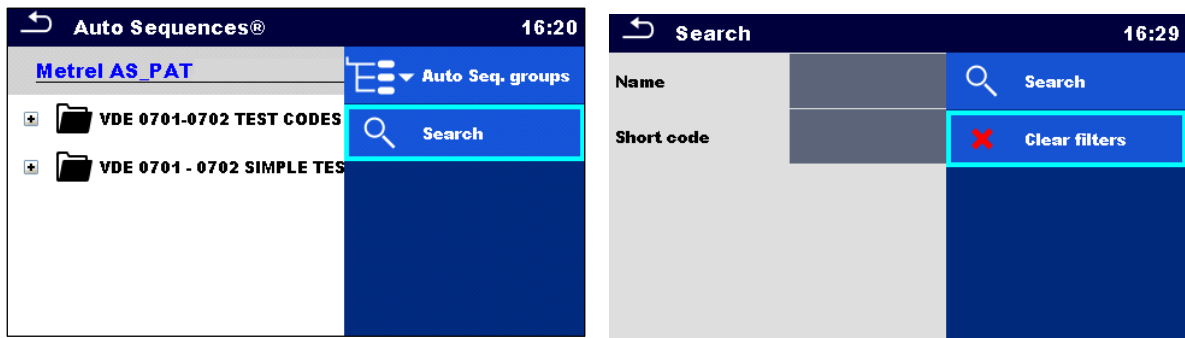 Auto Sequences® 16:20
Metrel AS_PAT
Auto Seq. groups
VDE 0701-0702 TEST CODES
Search
VDE 0701 - 0702 SIMPLE TES
Search 16:29
Name
Search
Short code
Clear filters